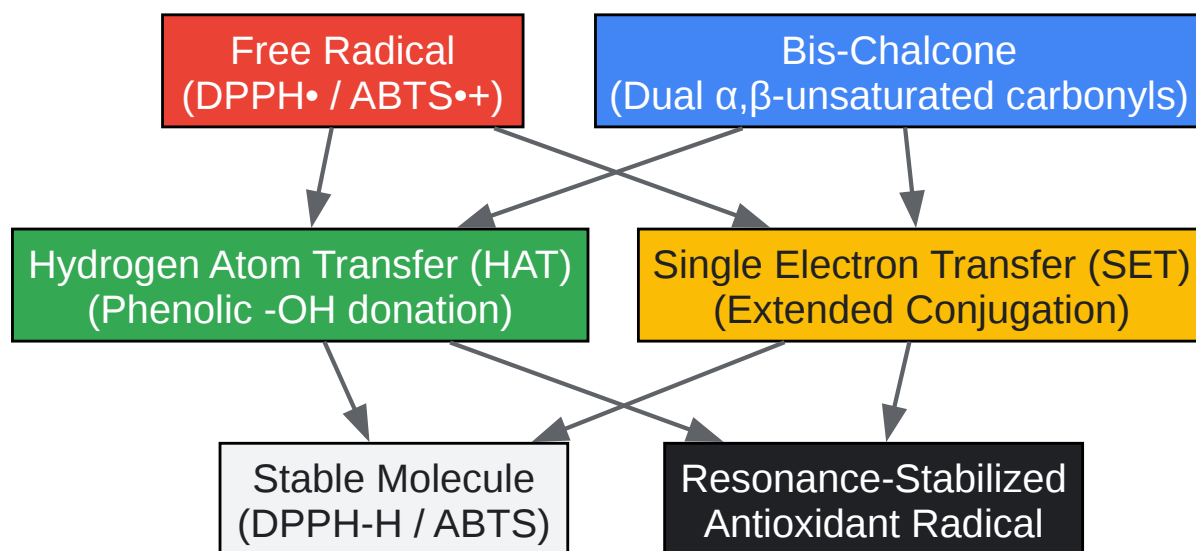 Free Radical
(DPPH• / ABTS•+)
Bis-Chalcone
(Dual α,β-unsaturated carbonyls)
Hydrogen Atom Transfer (HAT)
(Phenolic -OH donation)
Single Electron Transfer (SET)
(Extended Conjugation)
Stable Molecule
(DPPH-H / ABTS)
Resonance-Stabilized
Antioxidant Radical